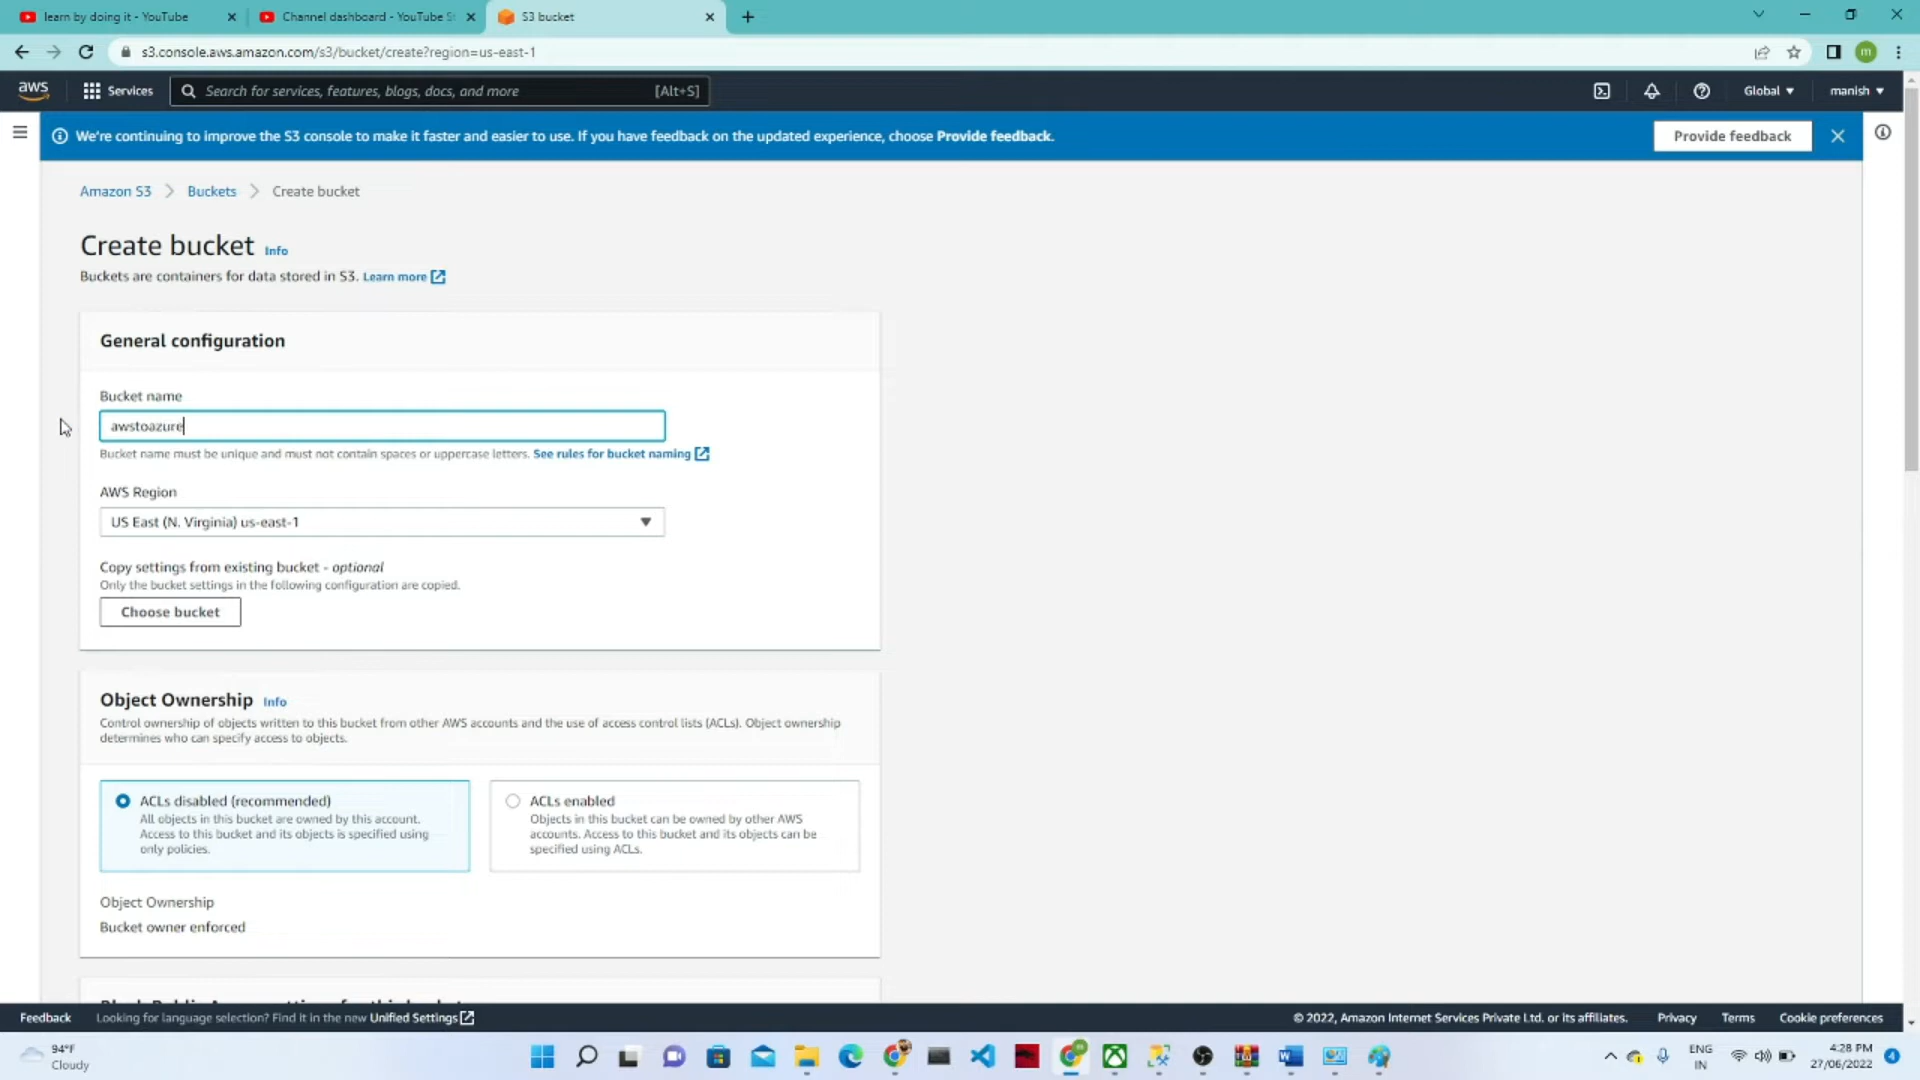 learn by doing it - YouTube
Channel dashboard - YouTube St
S3 bucket
s3.console.aws.amazon.com/s3/bucket/create?region=us-east-1
m
aws
Services
Search for services, features, blogs, docs, and more
[Alt+S]
Global
manish
We're continuing to improve the S3 console to make it faster and easier to use. If you have feedback on the updated experience, choose Provide feedback.
Provide feedback
Amazon S3
Buckets
Create bucket
Create bucket Info
Buckets are containers for data stored in S3. Learn more
General configuration
Bucket name
awstoazure
Bucket name must be unique and must not contain spaces or uppercase letters. See rules for bucket naming
AWS Region
US East (N. Virginia) us-east-1
Copy settings from existing bucket - optional
Only the bucket settings in the following configuration are copied.
Choose bucket
Object Ownership Info
Control ownership of objects written to this bucket from other AWS accounts and the use of access control lists (ACLs). Object ownership
determines who can specify access to objects.
ACLs disabled (recommended)
All objects in this bucket are owned by this account.
Access to this bucket and its objects is specified using
only policies.
ACLs enabled
Objects in this bucket can be owned by other AWS
accounts. Access to this bucket and its objects can be
specified using ACLs.
Object Ownership
Bucket owner enforced
Feedback
Looking for language selection? Find it in the new Unified Settings
© 2022, Amazon Internet Services Private Ltd. or its affiliates.
Privacy
Terms
Cookie preferences
94°F
Cloudy
ENG
IN
4:28 PM
27/06/2022
4